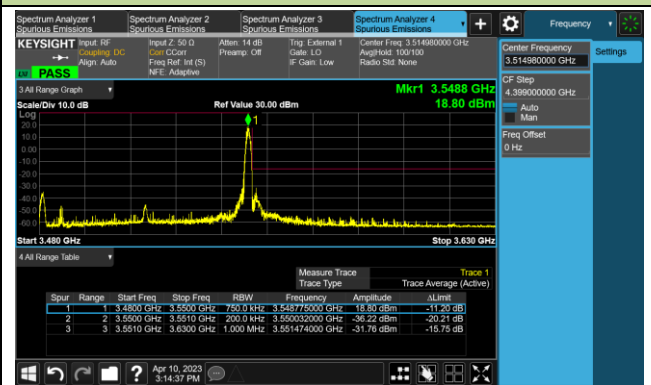 Spectrum Analyzer 1
Spurious Emissions
Spectrum Analyzer 2
Spurious Emissions
Spectrum Analyzer 3
Spurious Emissions
Spectrum Analyzer 4
Spurious Emissions
Frequency
KEYSIGHT
Input: RF
Coupling: DC
Align: Auto
Input Z: 50 Ω
Corr CCorr
Freq Ref: Int (S)
NFE: Adaptive
Atten: 14 dB
Preamp: Off
Trig: External 1
Gate: LO
IF Gain: Low
Center Freq: 3.514980000 GHz
Avg|Hold: 100/100
Radio Std: None
PASS
Center Frequency
3.514980000 GHz
Settings
CF Step
4.399000000 GHz
Auto
Man
Freq Offset
0 Hz
3 All Range Graph
Mkr1 3.5488 GHz
Scale/Div 10.0 dB
Ref Value 30.00 dBm
18.80 dBm
Log
20.0
10.0
0.00
-10.0
-20.0
-30.0
-40.0
-50.0
-60.0
1
Start 3.480 GHz
Stop 3.630 GHz
4 All Range Table
Measure Trace Trace 1
Trace Type Trace Average (Active)
Spur Range Start Freq Stop Freq RBW Frequency Amplitude ΔLimit
1 1 3.4800 GHz 3.5500 GHz 750.0 kHz 3.548775000 GHz 18.80 dBm -11.20 dB
2 2 3.5500 GHz 3.5510 GHz 200.0 kHz 3.550032000 GHz -36.22 dBm -20.21 dB
3 3 3.5510 GHz 3.6300 GHz 1.000 MHz 3.551474000 GHz -31.76 dBm -15.75 dB
Apr 10, 2023
3:14:37 PM